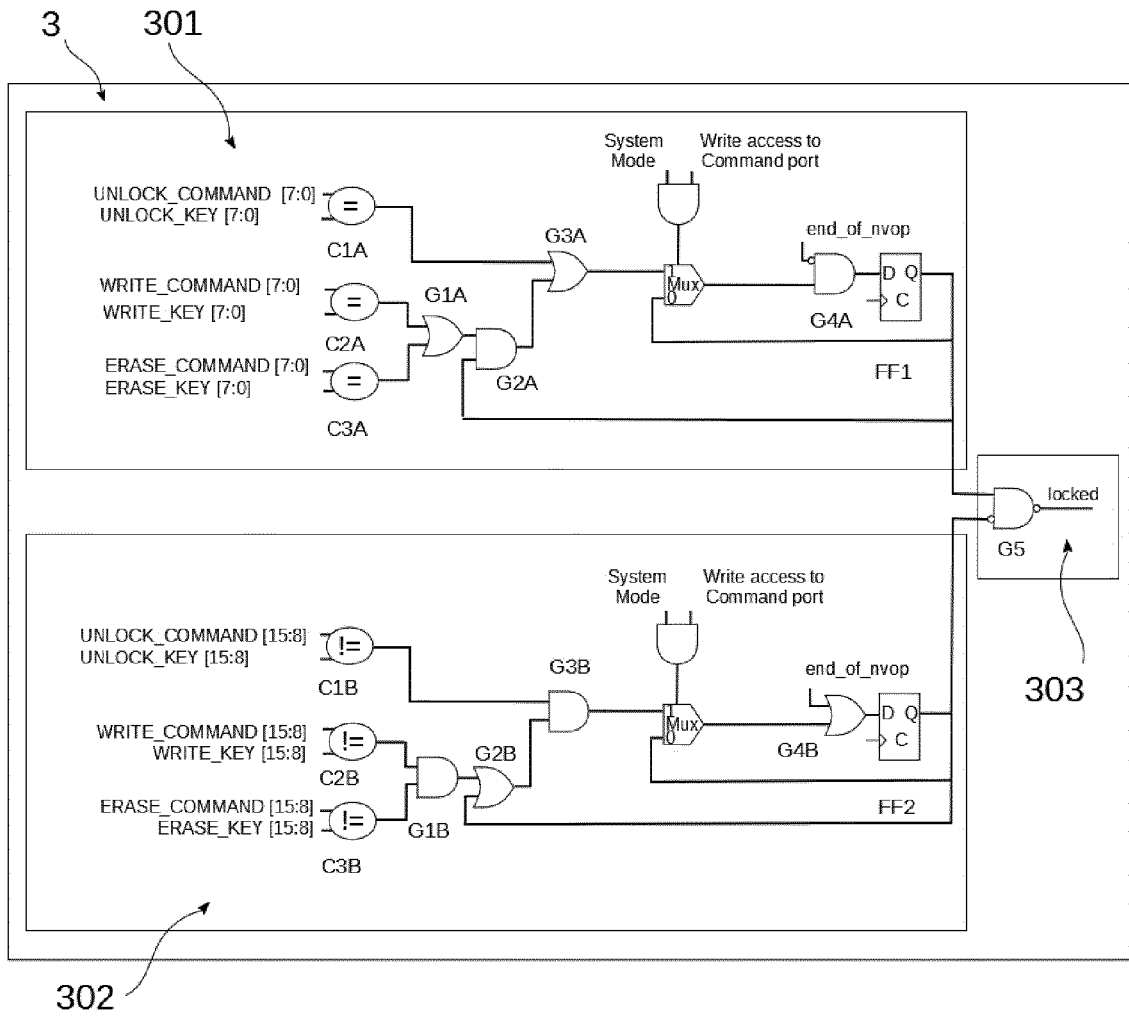 3
301
System
Mode
Write access to
Command port
UNLOCK_COMMAND [7:0]
UNLOCK_KEY [7:0]
=
C1A
G3A
end_of_nvop
1
Mux
0
D Q
C
G4A
WRITE_COMMAND [7:0]
WRITE_KEY [7:0]
=
C2A
G1A
G2A
ERASE_COMMAND [7:0]
ERASE_KEY [7:0]
=
C3A
FF1
locked
G5
303
System
Mode
Write access to
Command port
UNLOCK_COMMAND [15:8]
UNLOCK_KEY [15:8]
!=
C1B
G3B
end_of_nvop
1
Mux
0
D Q
C
G4B
WRITE_COMMAND [15:8]
WRITE_KEY [15:8]
!=
C2B
G2B
G1B
ERASE_COMMAND [15:8]
ERASE_KEY [15:8]
!=
C3B
FF2
302